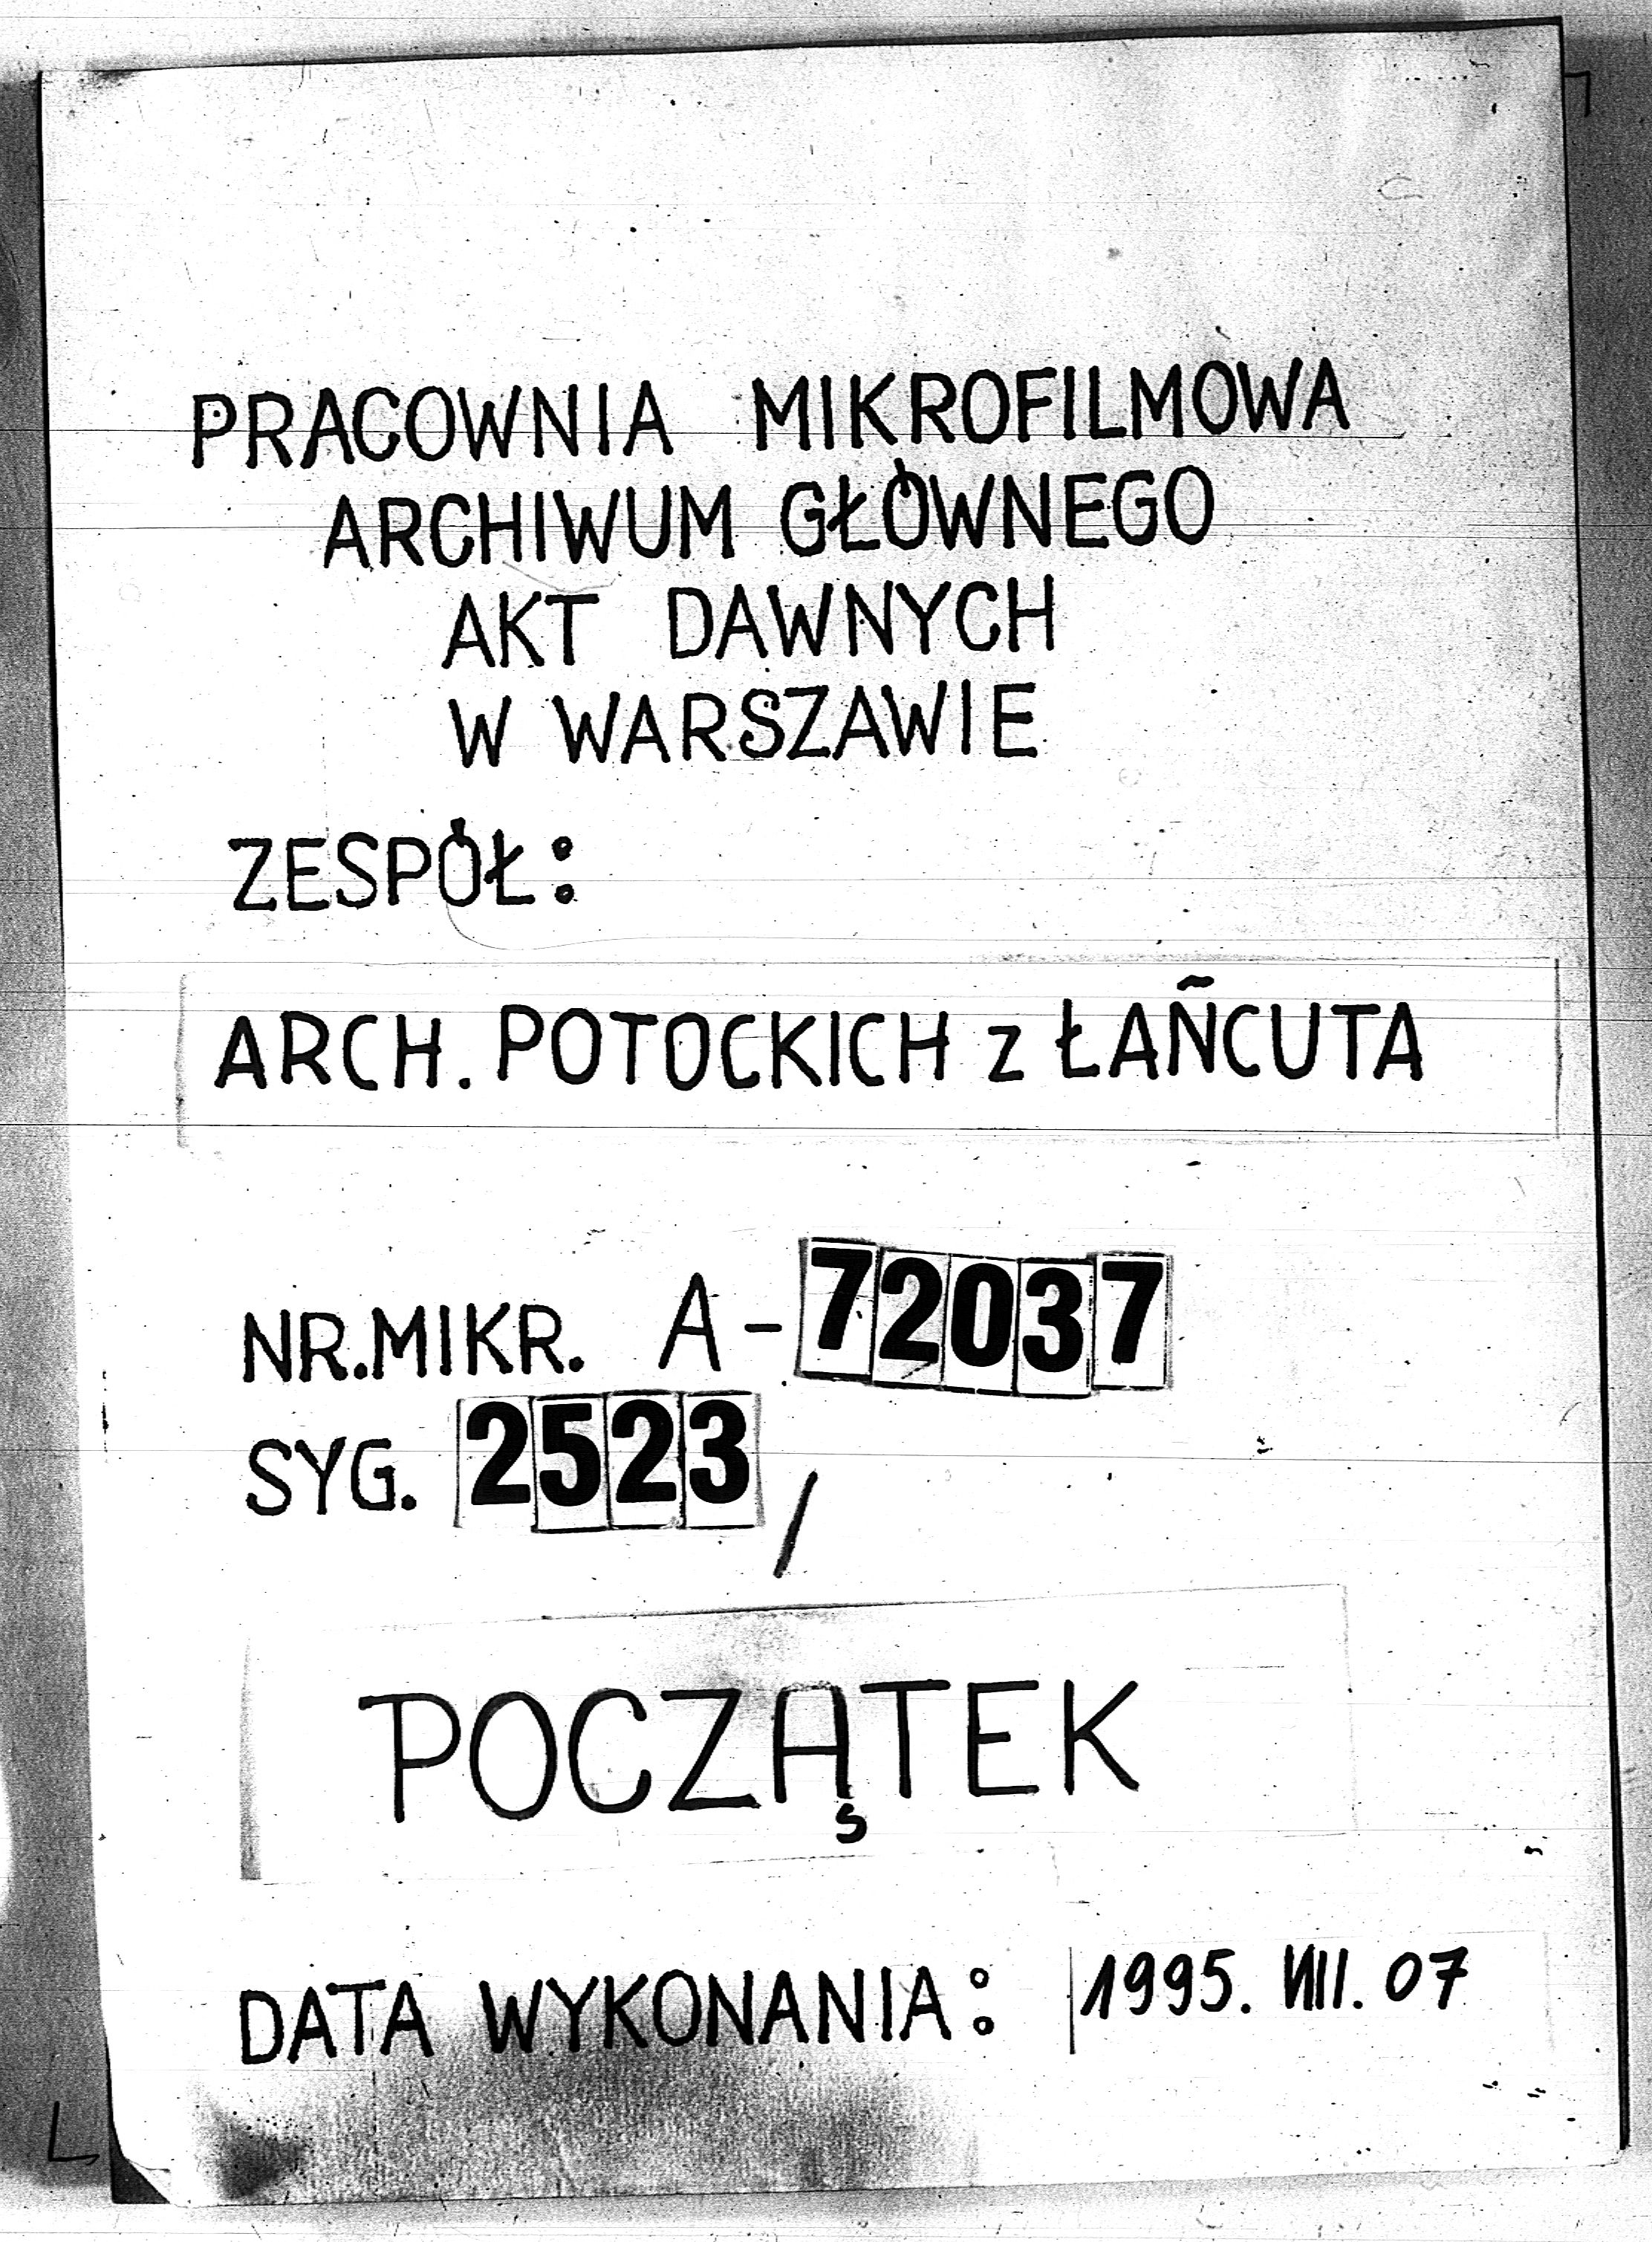 PRACOWNIA MIKROFILMOWA
ARCHIWUM GŁÓWNEGO
AKT DAWNYCH
W WARSZAWIE
ZESPÓŁ:
ARCH. POTOCKICH z ŁAŃCUTA
NR.MIKR. A-72037
SYG. 2523/
POCZĄTEK
DATA WYKONANIA: 1995. VIII. 07